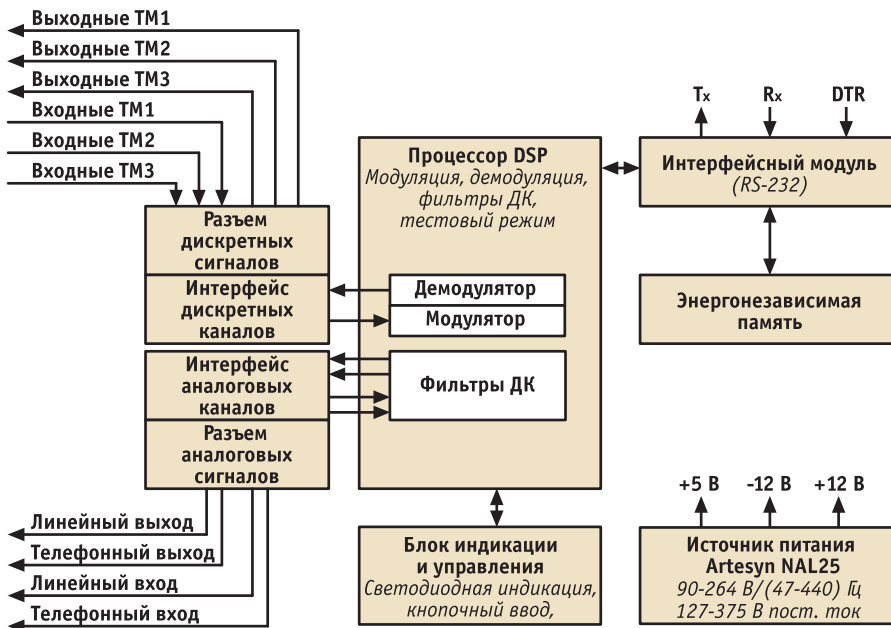 Выходные ТМ1
Выходные ТМ2
Выходные ТМ3
Входные ТМ1
Входные ТМ2
Входные ТМ3
Разъем
дискретных
сигналов
Интерфейс
дискретных
каналов
Интерфейс
аналоговых
каналов
Разъем
аналоговых
сигналов
Линейный выход
Телефонный выход
Линейный вход
Телефонный вход
Процессор DSP
Модуляция, демодуляция,
фильтры ДК,
тестовый режим
Демодулятор
Модулятор
Фильтры ДК
Блок индикации
и управления
Светодиодная индикация,
кнопочный ввод,
Tx Rx DTR
Интерфейсный модуль
(RS-232)
Энергонезависимая
память
+5 В -12 В +12 В
Источник питания
Artesyn NAL25
90-264 В/(47-440) Гц
127-375 В пост. ток